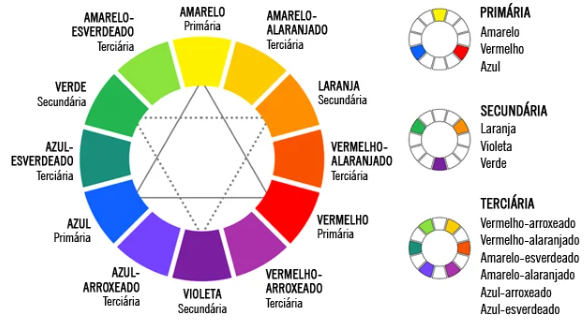 AMARELO
Primária
AMARELO-
ALARANJADO
Terciária
LARANJA
Secundária
VERMELHO-
ALARANJADO
Terciária
VERMELHO
Primária
VERMELHO-
ARROXEADO
Terciária
VIOLETA
Secundária
AZUL-
ARROXEADO
Terciária
AZUL
Primária
AZUL-
ESVERDEADO
Terciária
VERDE
Secundária
AMARELO-
ESVERDEADO
Terciária
PRIMÁRIA
Amarelo
Vermelho
Azul
SECUNDÁRIA
Laranja
Violeta
Verde
TERCIÁRIA
Vermelho-arroxeado
Vermelho-alaranjado
Amarelo-esverdeado
Amarelo-alaranjado
Azul-arroxeado
Azul-esverdeado